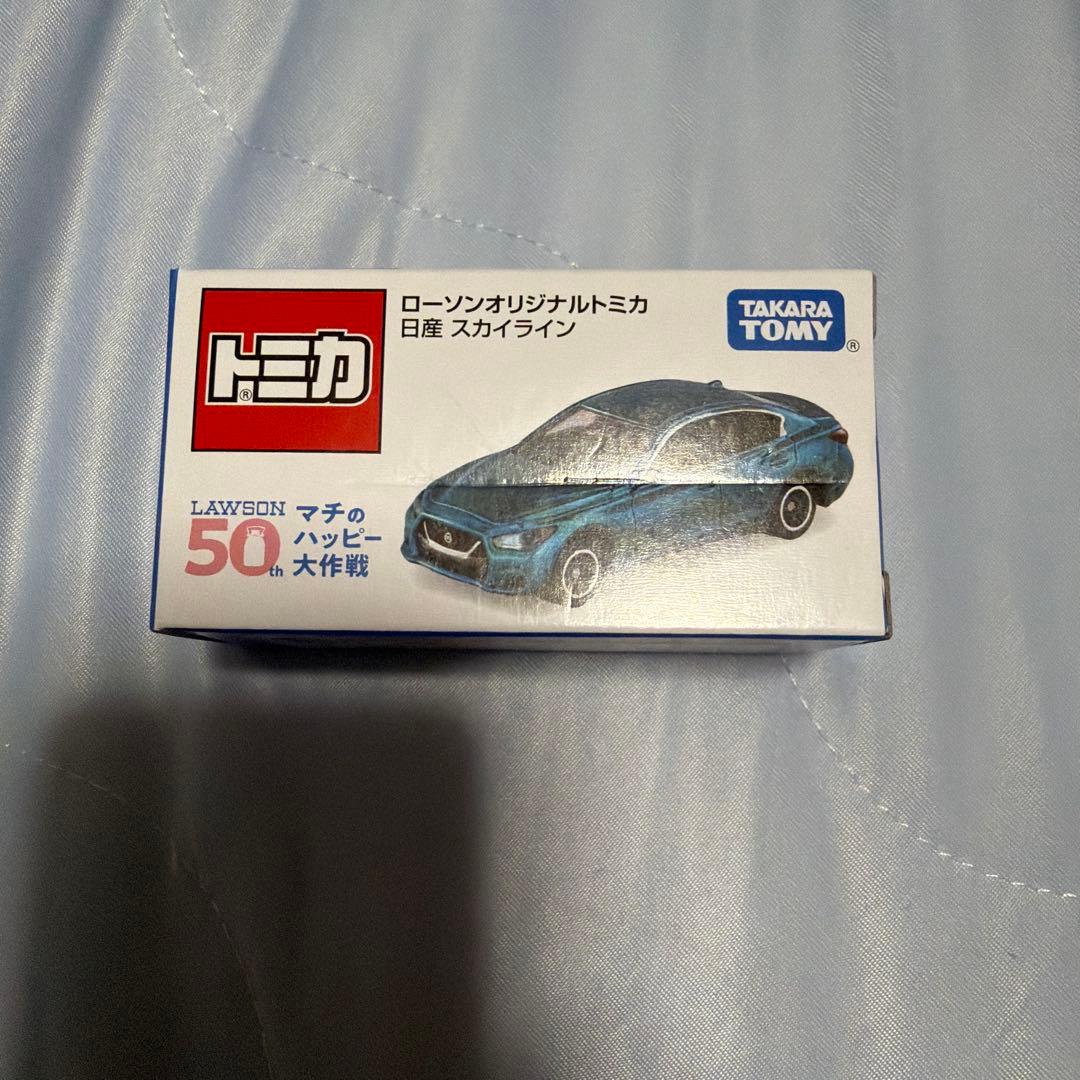 トミカ
®
ローソンオリジナルトミカ
日産 スカイライン
TAKARA
TOMY
®
LAWSON
50th
マチの
ハッピー
大作戦